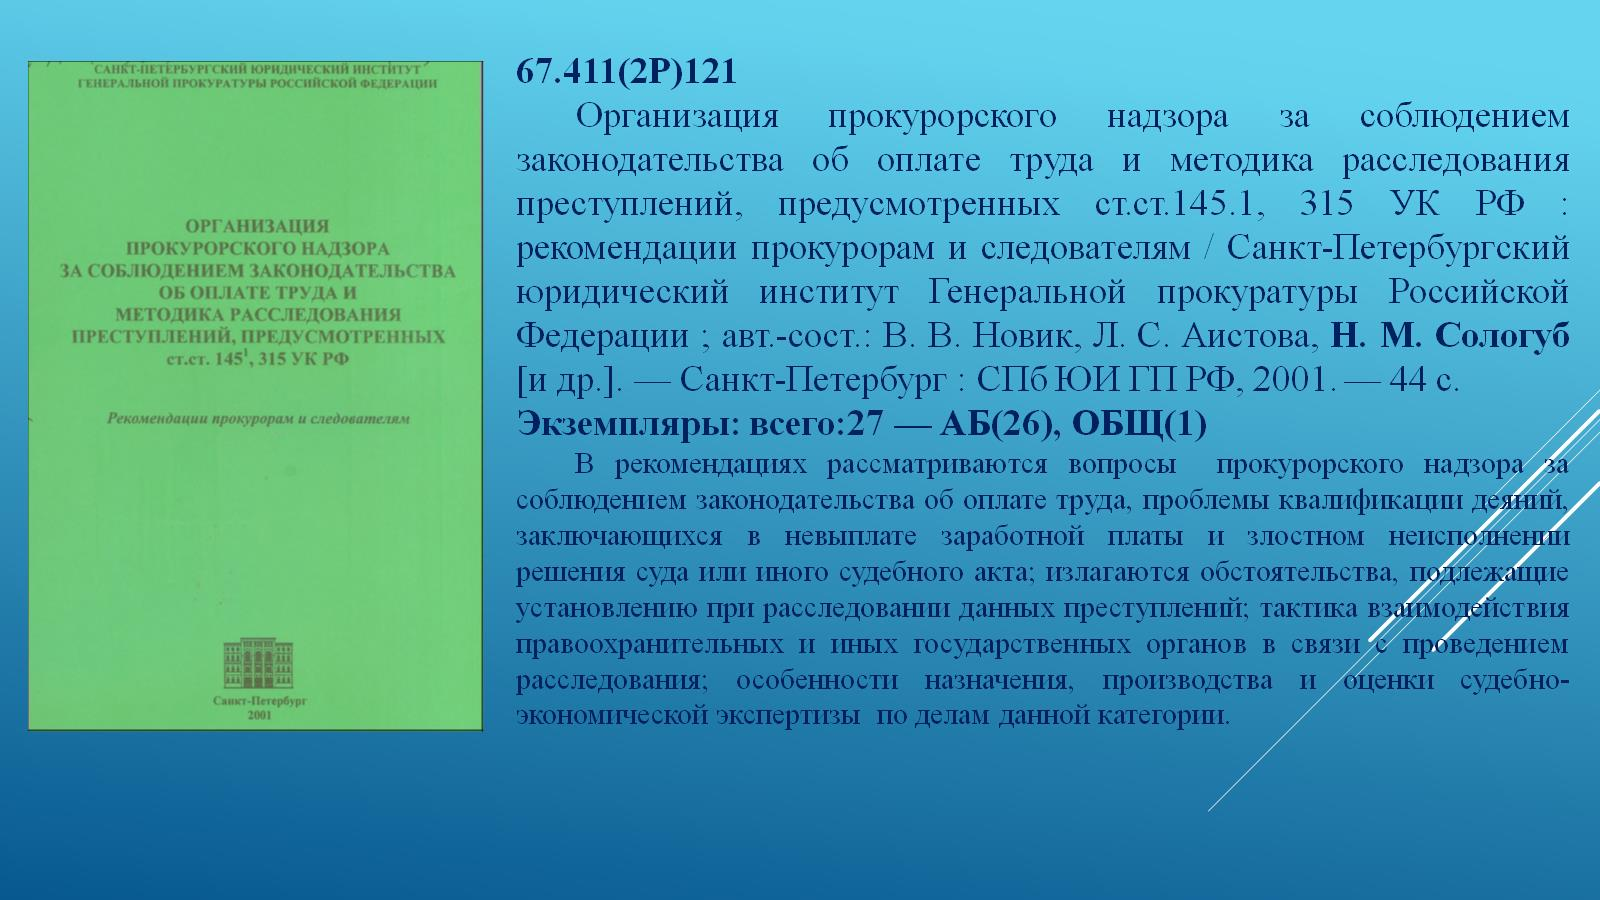 САНКТ-ПЕТЕРБУРГСКИЙ ЮРИДИЧЕСКИЙ ИНСТИТУТ
ГЕНЕРАЛЬНОЙ ПРОКУРАТУРЫ РОССИЙСКОЙ ФЕДЕРАЦИИ
ОРГАНИЗАЦИЯ
ПРОКУРОРСКОГО НАДЗОРА
ЗА СОБЛЮДЕНИЕМ ЗАКОНОДАТЕЛЬСТВА
ОБ ОПЛАТЕ ТРУДА И
МЕТОДИКА РАССЛЕДОВАНИЯ
ПРЕСТУПЛЕНИЙ, ПРЕДУСМОТРЕННЫХ
ст.ст. 145¹, 315 УК РФ
Рекомендации прокурорам и следователям
Санкт-Петербург
2001
67.411(2Р)121
Организация прокурорского надзора за соблюдением
законодательства об оплате труда и методика расследования
преступлений, предусмотренных ст.ст.145.1, 315 УК РФ :
рекомендации прокурорам и следователям / Санкт-Петербургский
юридический институт Генеральной прокуратуры Российской
Федерации ; авт.-сост.: В. В. Новик, Л. С. Аистова, Н. М. Сологуб
[и др.]. — Санкт-Петербург : СПб ЮИ ГП РФ, 2001. — 44 с.
Экземпляры: всего:27 — АБ(26), ОБЩ(1)
В рекомендациях рассматриваются вопросы прокурорского надзора за
соблюдением законодательства об оплате труда, проблемы квалификации деяний,
заключающихся в невыплате заработной платы и злостном неисполнении
решения суда или иного судебного акта; излагаются обстоятельства, подлежащие
установлению при расследовании данных преступлений; тактика взаимодействия
правоохранительных и иных государственных органов в связи с проведением
расследования; особенности назначения, производства и оценки судебно-
экономической экспертизы по делам данной категории.